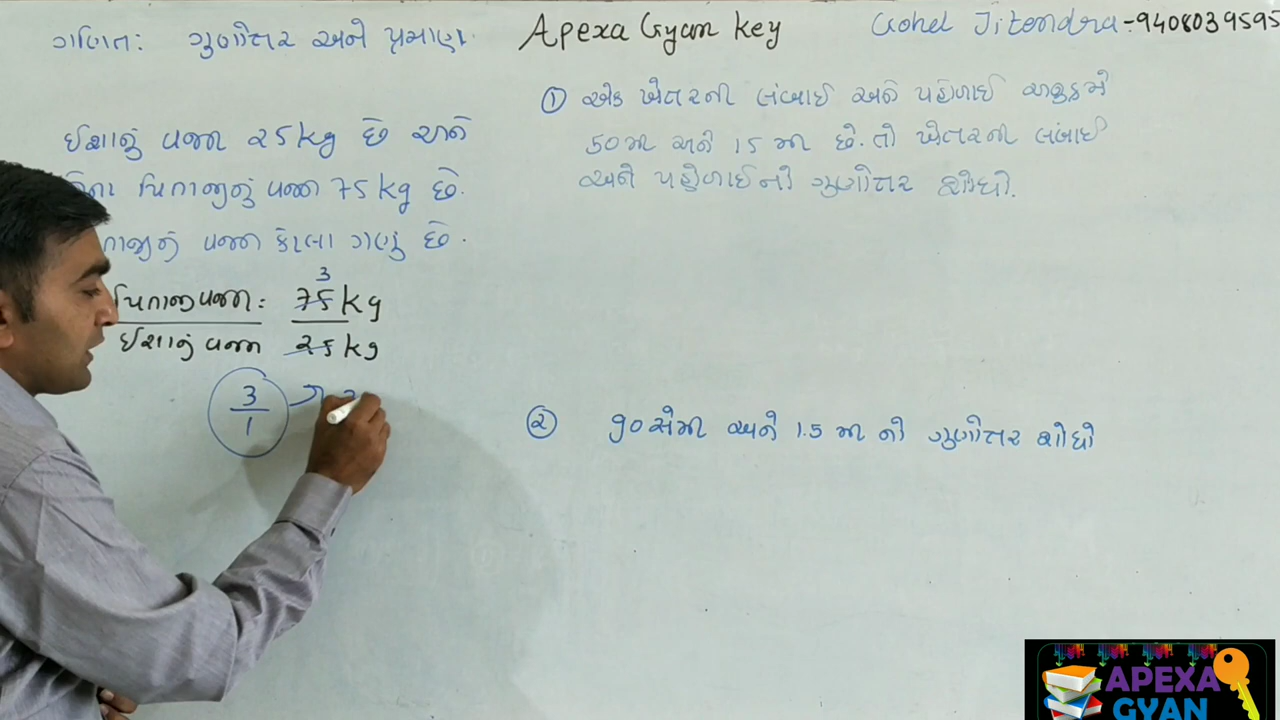 ગણિત: ગુણોત્તર અને પ્રમાણ.
Apexa Gyan key
Gohel Jitendra -9408039595
ઈશાનું વજન ૨5 kg છે અને
પિતાજીનું વજન 75 kg છે.
વજન કેટલા ગણું છે.
પિતાજી વજન: 75 kg 3
ઈશાનું વજન ૨5 kg
3
1
① એક ખેતરની લંબાઈ અને પહોળાઈ અનુક્રમે
50 મી અને 15 મી છે. તો ખેતરની લંબાઈ
અને પહોળાઈનો ગુણોત્તર શોધો.
② 90 સેમી અને 1.5 મી નો ગુણોત્તર શોધો
APEXA
GYAN